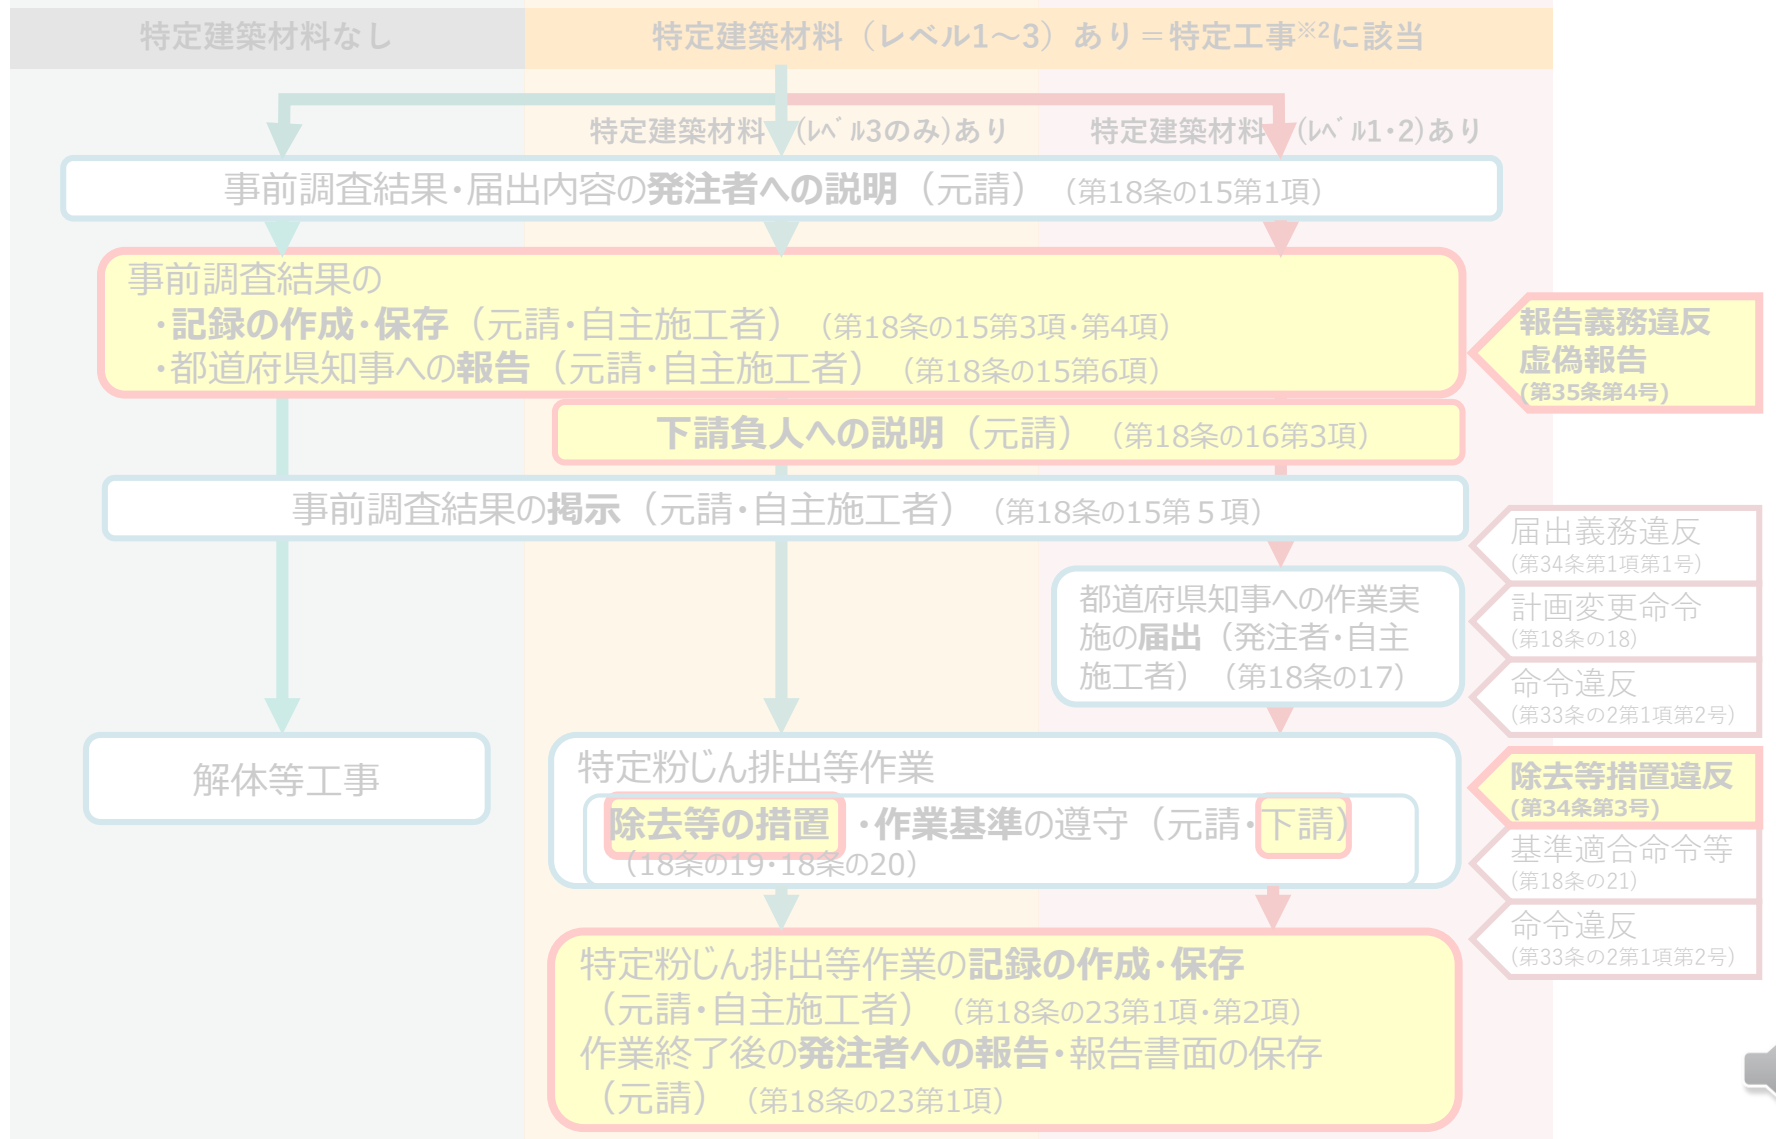 特定建築材料なし
特定建築材料（レベル1～3）あり＝特定工事※2に該当
特定建築材料 (ﾚﾍﾞﾙ3のみ)あり
特定建築材料 (ﾚﾍﾞﾙ1・2)あり
事前調査結果・届出内容の発注者への説明（元請）（第18条の15第1項）
事前調査結果の
・記録の作成・保存（元請・自主施工者）（第18条の15第3項・第4項）
・都道府県知事への報告（元請・自主施工者）（第18条の15第6項）
報告義務違反
虚偽報告
(第35条第4号)
下請負人への説明（元請）（第18条の16第3項）
事前調査結果の掲示（元請・自主施工者）（第18条の15第５項）
届出義務違反
(第34条第1項第1号)
計画変更命令
(第18条の18)
命令違反
(第33条の2第1項第2号)
都道府県知事への作業実
施の届出（発注者・自主
施工者）（第18条の17）
解体等工事
特定粉じん排出等作業
除去等の措置・作業基準の遵守（元請・下請）
（18条の19・18条の20）
除去等措置違反
(第34条第3号)
基準適合命令等
(第18条の21)
命令違反
(第33条の2第1項第2号)
特定粉じん排出等作業の記録の作成・保存
（元請・自主施工者）（第18条の23第1項・第2項）
作業終了後の発注者への報告・報告書面の保存
（元請）（第18条の23第1項）